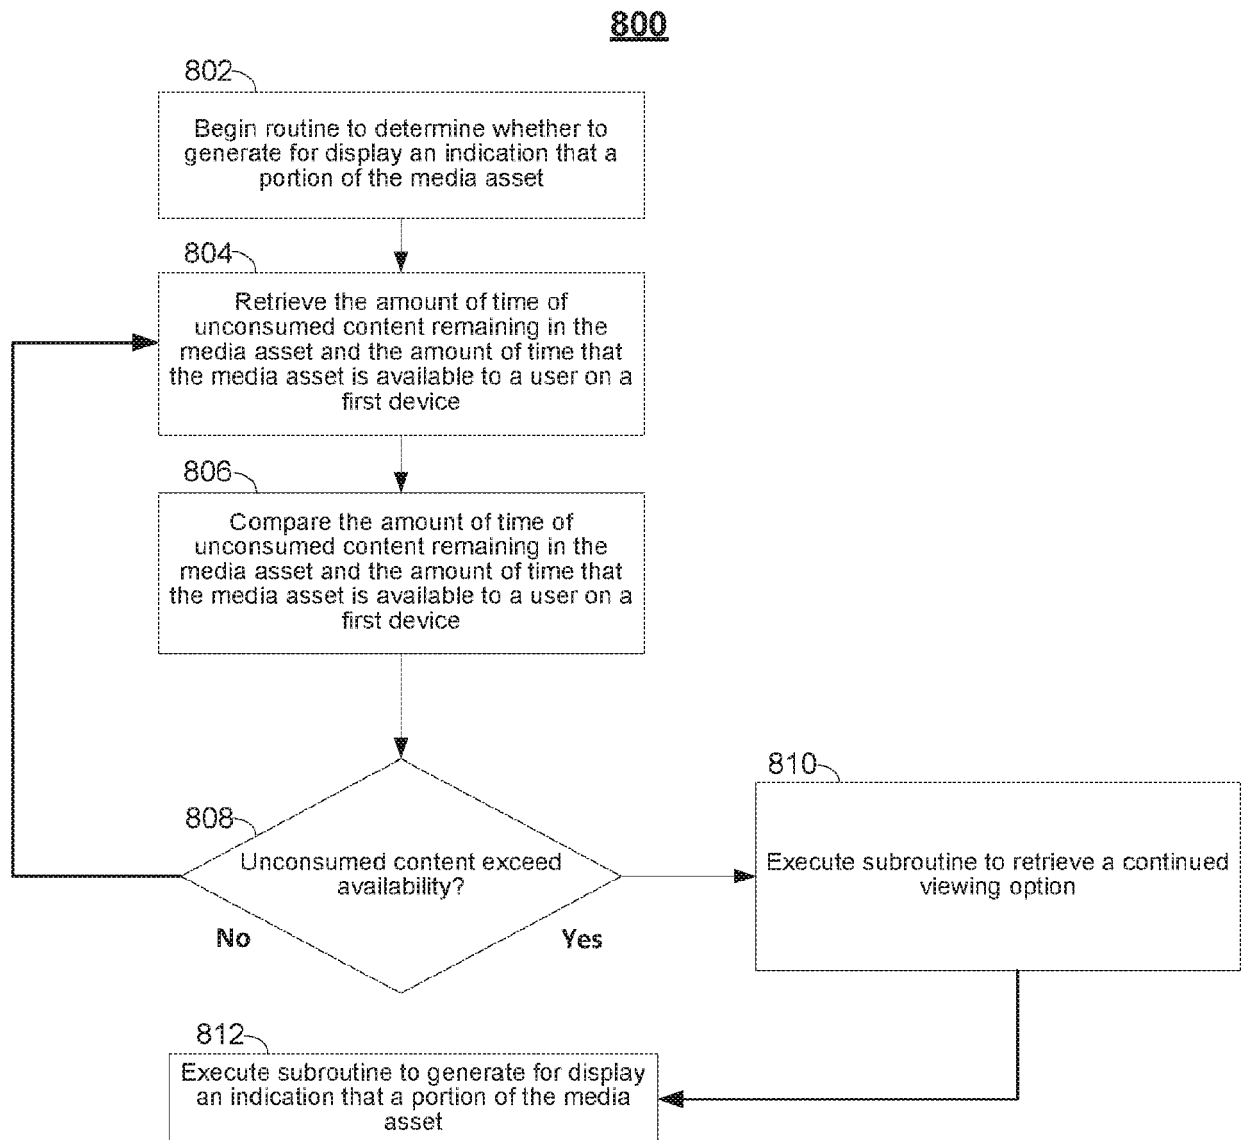 800
802
Begin routine to determine whether to
generate for display an indication that a
portion of the media asset
804
Retrieve the amount of time of
unconsumed content remaining in the
media asset and the amount of time that
the media asset is available to a user on a
first device
806
Compare the amount of time of
unconsumed content remaining in the
media asset and the amount of time that
the media asset is available to a user on a
first device
808
Unconsumed content exceed
availability?
No
Yes
810
Execute subroutine to retrieve a continued
viewing option
812
Execute subroutine to generate for display
an indication that a portion of the media
asset